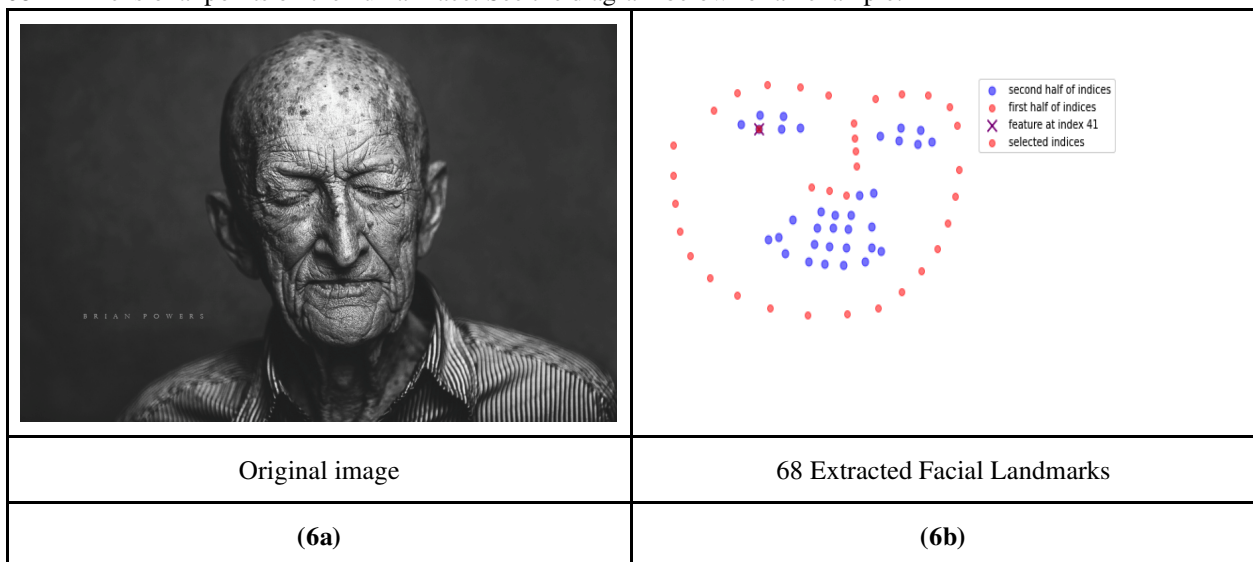 BRIAN POWERS
second half of indices
first half of indices
feature at index 41
selected indices
Original image
68 Extracted Facial Landmarks
(6a)
(6b)